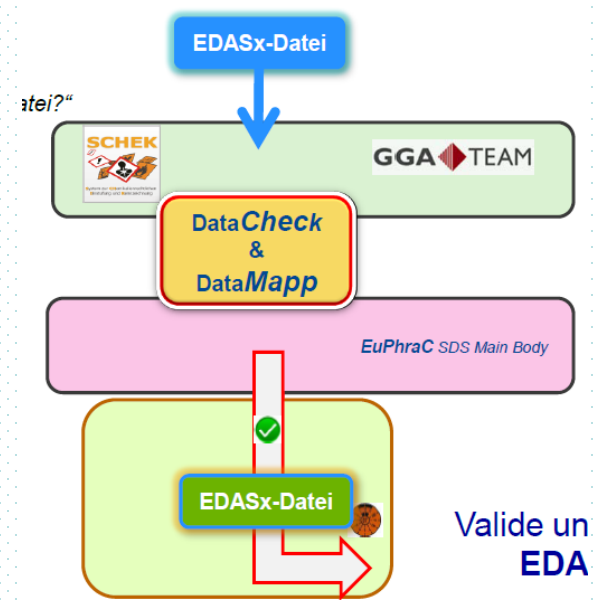 EDASx-Datei
atei?“
SCHEK
GGA TEAM
DataCheck
&
DataMapp
EuPhraC SDS Main Body
EDASx-Datei
Valide un
EDA